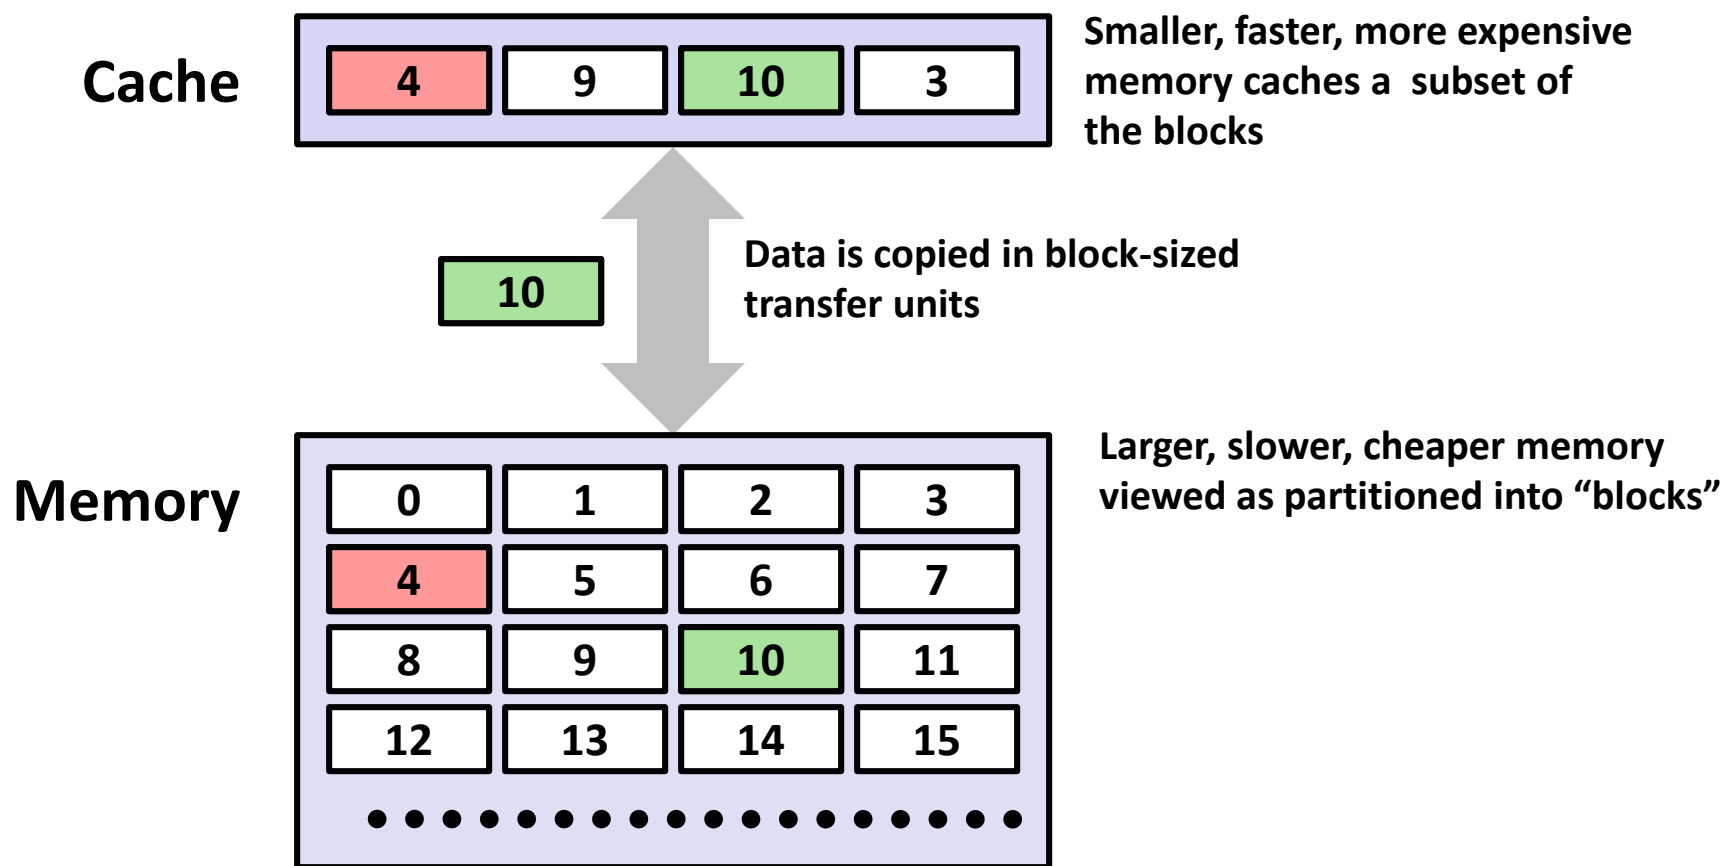 Cache
4 9 10 3
Smaller, faster, more expensive
memory caches a subset of
the blocks
10
Data is copied in block-sized
transfer units
Memory
0 1 2 3
4 5 6 7
8 9 10 11
12 13 14 15
Larger, slower, cheaper memory
viewed as partitioned into “blocks”